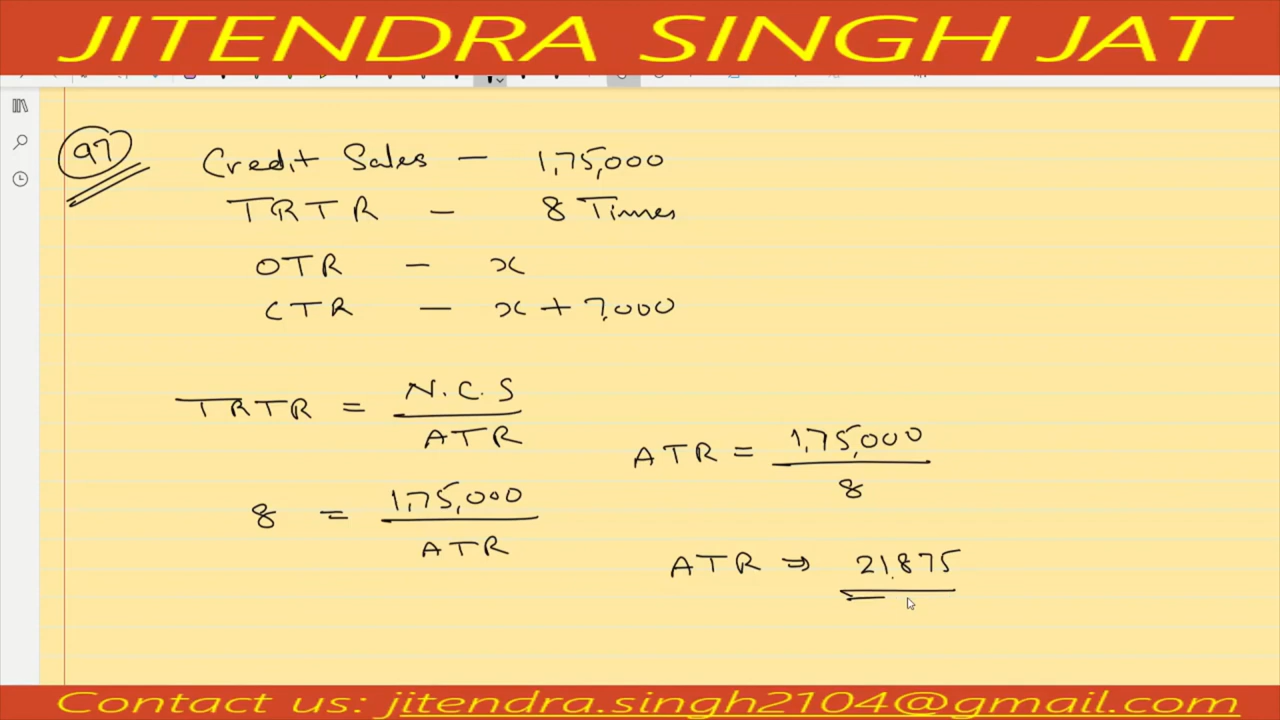 JITENDRA SINGH JAT
97
Credit Sales - 1,75,000
TRTR - 8 Times
OTR - x
CTR - x + 7,000
TRTR = N.C.S / ATR
8 = 1,75,000 / ATR
ATR = 1,75,000 / 8
ATR ⇒ 21,875
Contact us: jitendra.singh2104@gmail.com